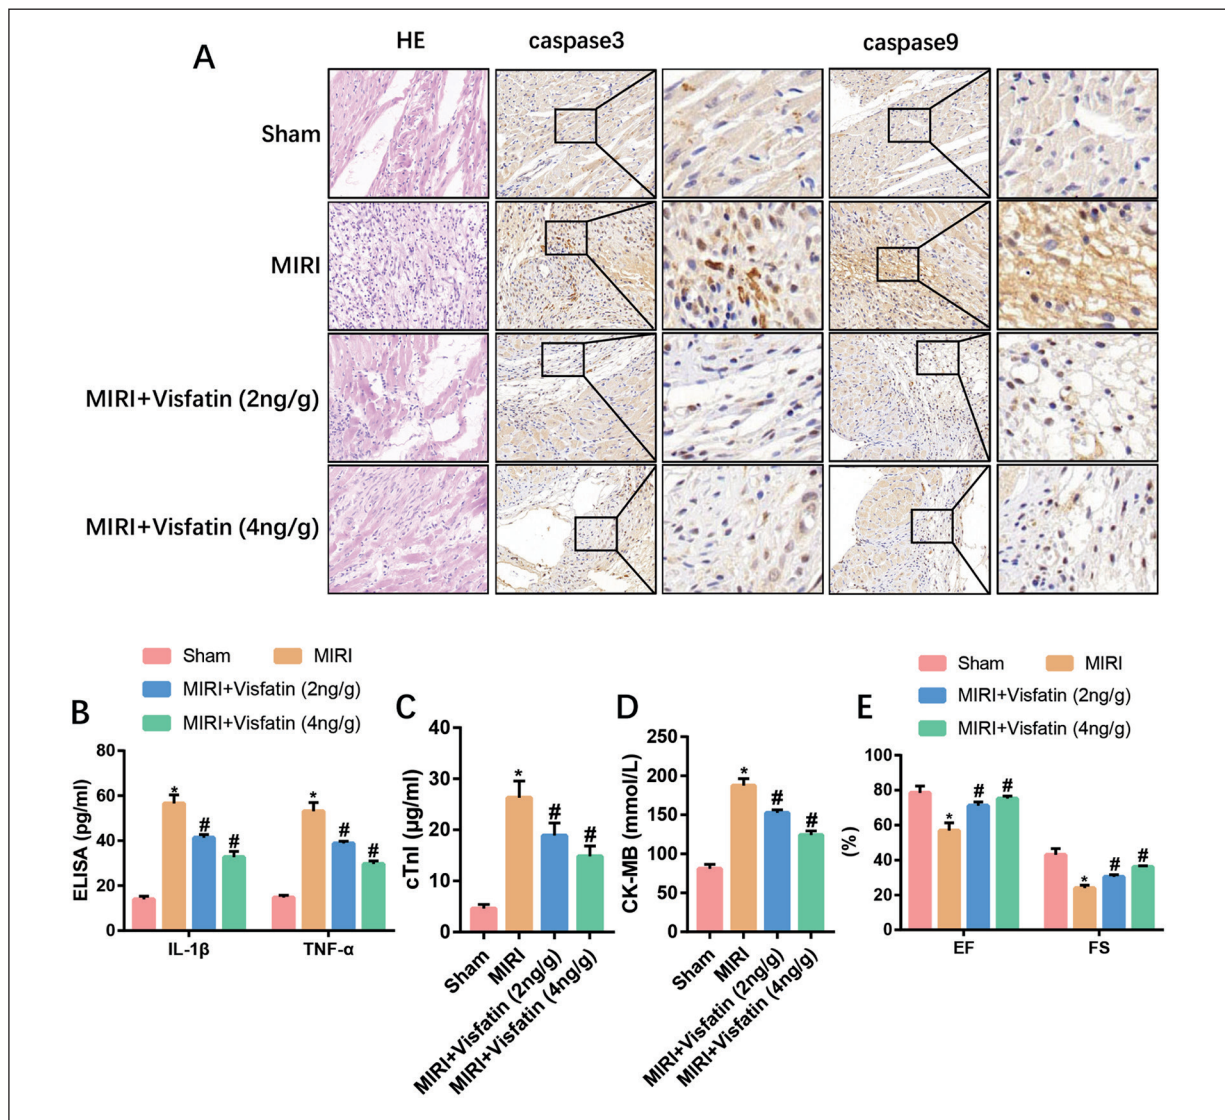 A
HE
caspase3
caspase9
Sham
MIRI
MIRI+Visfatin (2ng/g)
MIRI+Visfatin (4ng/g)
B
Sham
MIRI
MIRI+Visfatin (2ng/g)
MIRI+Visfatin (4ng/g)
ELISA (pg/ml)
80
60
40
20
0
*
#
#
*
#
#
IL-1β
TNF-α
C
cTnI (μg/ml)
40
30
20
10
0
*
#
#
Sham
MIRI
MIRI+Visfatin (2ng/g)
MIRI+Visfatin (4ng/g)
D
CK-MB (mmol/L)
250
200
150
100
50
0
*
#
#
Sham
MIRI
MIRI+Visfatin (2ng/g)
MIRI+Visfatin (4ng/g)
E
Sham
MIRI
MIRI+Visfatin (2ng/g)
MIRI+Visfatin (4ng/g)
(%)
100
80
60
40
20
0
*
#
#
*
#
#
EF
FS